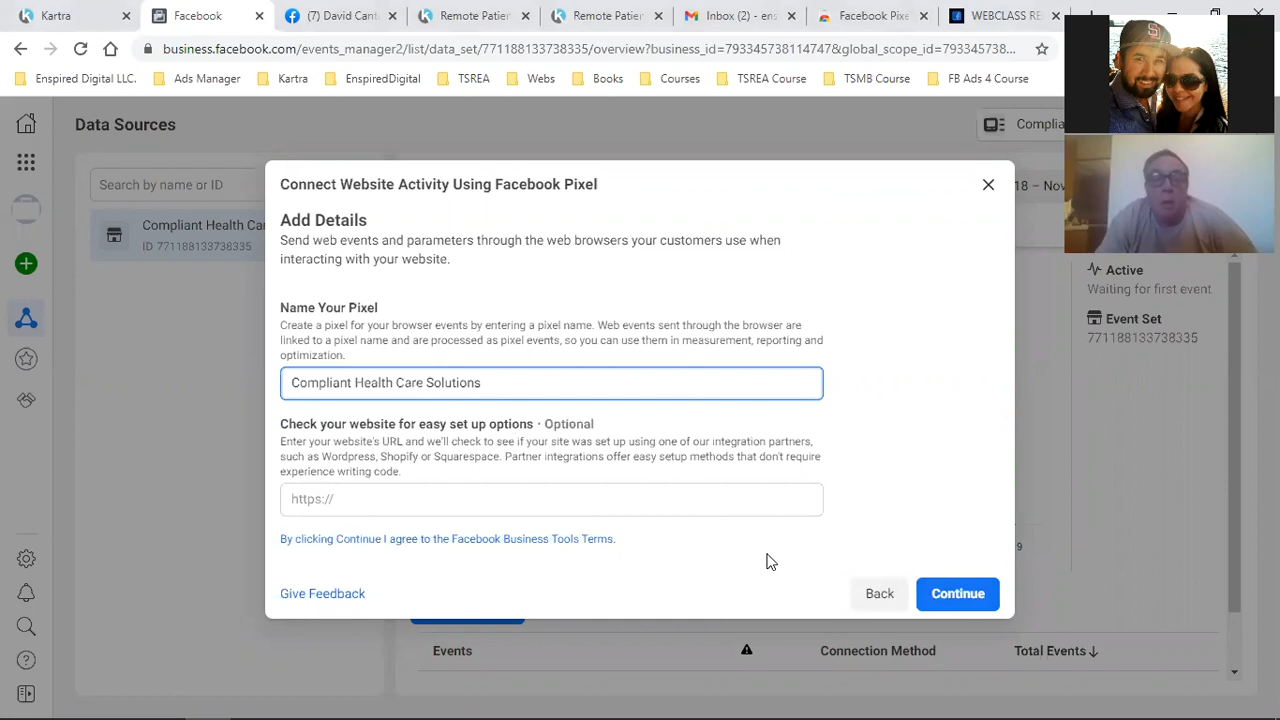 Kartra
Facebook
(7) David Cant
Remote Patie
Remote Patie
Inbox (2) - ens
Facebook Pixe
WEBCLASS RE
business.facebook.com/events_manager2/list/data_set/771188133738335/overview?business_id=793345738114747&global_scope_id=793345738...
Enspired Digital LLC.
Ads Manager
Kartra
EnspiredDigital
TSREA
Webs
Books
Courses
TSREA Course
TSMB Course
FB Ads 4 Course
Data Sources
Complia
Search by name or ID
18 – Nov
Compliant Health Car
ID 771188133738335
Connect Website Activity Using Facebook Pixel
Add Details
Send web events and parameters through the web browsers your customers use when
interacting with your website.
Name Your Pixel
Create a pixel for your browser events by entering a pixel name. Web events sent through the browser are
linked to a pixel name and are processed as pixel events, so you can use them in measurement, reporting and
optimization.
Compliant Health Care Solutions
Check your website for easy set up options · Optional
Enter your website's URL and we'll check to see if your site was set up using one of our integration partners,
such as Wordpress, Shopify or Squarespace. Partner integrations offer easy setup methods that don't require
experience writing code.
https://
By clicking Continue I agree to the Facebook Business Tools Terms.
Give Feedback
Back
Continue
Active
Waiting for first event
Event Set
771188133738335
9
Events
Connection Method
Total Events